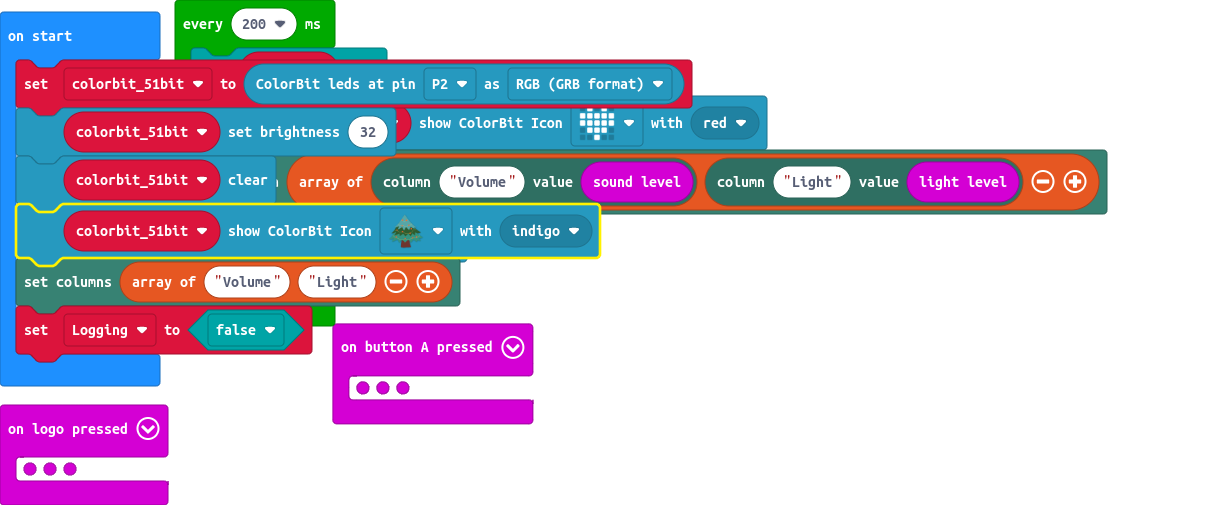 every 200 ms
on start
set colorbit_51bit to ColorBit leds at pin P2 as RGB (GRB format)
colorbit_51bit set brightness 32
show ColorBit Icon with red
colorbit_51bit clear
array of column "Volume" value sound level column "Light" value light level
colorbit_51bit show ColorBit Icon with indigo
set columns array of "Volume" "Light"
set Logging to false
on button A pressed
on logo pressed